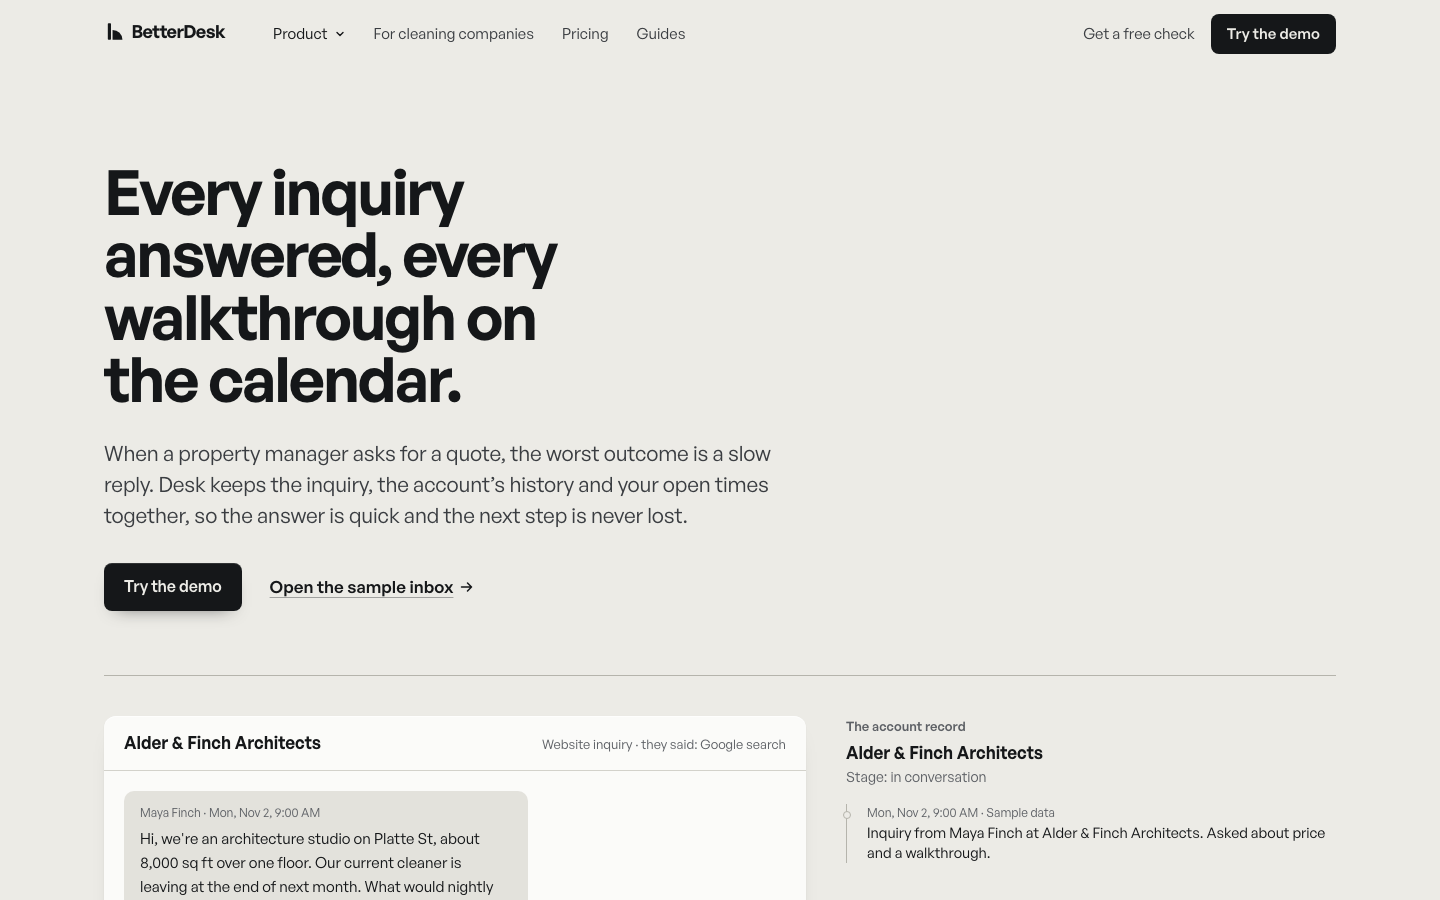 BetterDesk
Product
For cleaning companies
Pricing
Guides
Get a free check
Try the demo
Every inquiry
answered, every
walkthrough on
the calendar.
When a property manager asks for a quote, the worst outcome is a slow
reply. Desk keeps the inquiry, the account’s history and your open times
together, so the answer is quick and the next step is never lost.
Try the demo
Open the sample inbox →
Alder & Finch Architects
Website inquiry · they said: Google search
Maya Finch · Mon, Nov 2, 9:00 AM
Hi, we're an architecture studio on Platte St, about
8,000 sq ft over one floor. Our current cleaner is
leaving at the end of next month. What would nightly
The account record
Alder & Finch Architects
Stage: in conversation
Mon, Nov 2, 9:00 AM · Sample data
Inquiry from Maya Finch at Alder & Finch Architects. Asked about price
and a walkthrough.